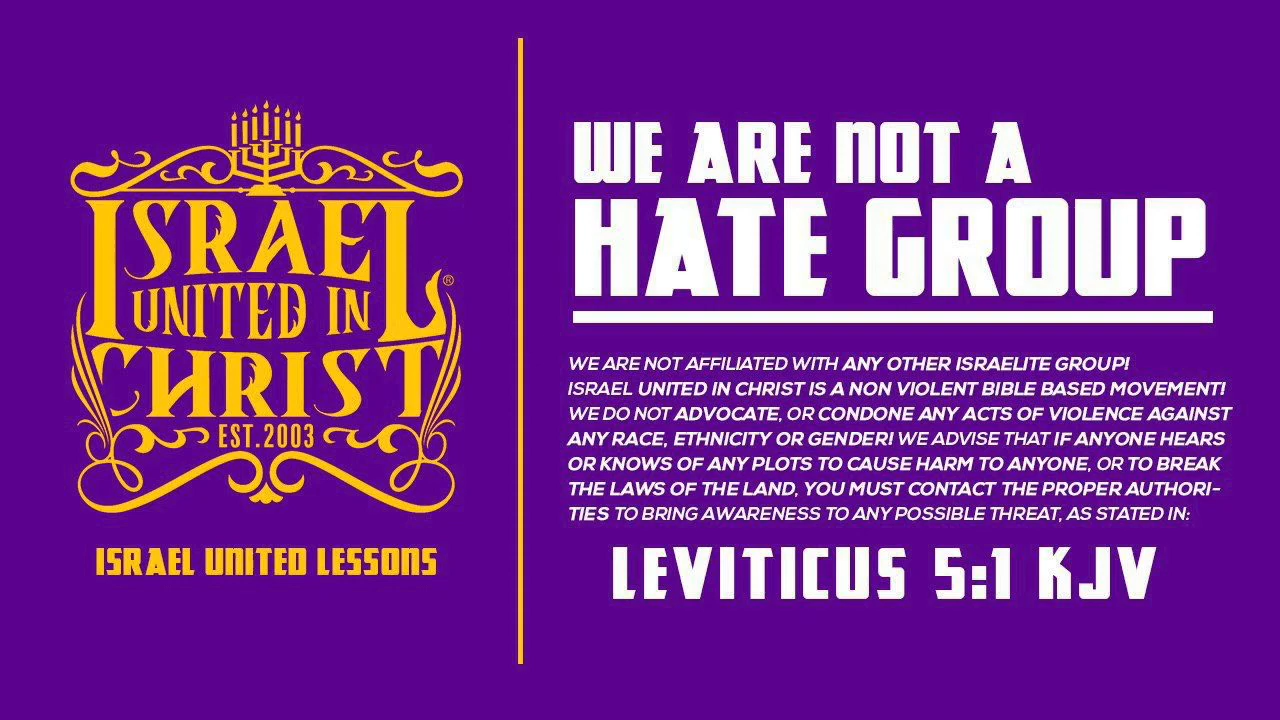 ISRAEL
UNITED IN
CHRIST
EST. 2003
®
ISRAEL UNITED LESSONS
WE ARE NOT A
HATE GROUP
WE ARE NOT AFFILIATED WITH ANY OTHER ISRAELITE GROUP!
ISRAEL UNITED IN CHRIST IS A NON VIOLENT BIBLE BASED MOVEMENT!
WE DO NOT ADVOCATE, OR CONDONE ANY ACTS OF VIOLENCE AGAINST
ANY RACE, ETHNICITY OR GENDER! WE ADVISE THAT IF ANYONE HEARS
OR KNOWS OF ANY PLOTS TO CAUSE HARM TO ANYONE, OR TO BREAK
THE LAWS OF THE LAND, YOU MUST CONTACT THE PROPER AUTHORI-
TIES TO BRING AWARENESS TO ANY POSSIBLE THREAT, AS STATED IN:
LEVITICUS 5:1 KJV